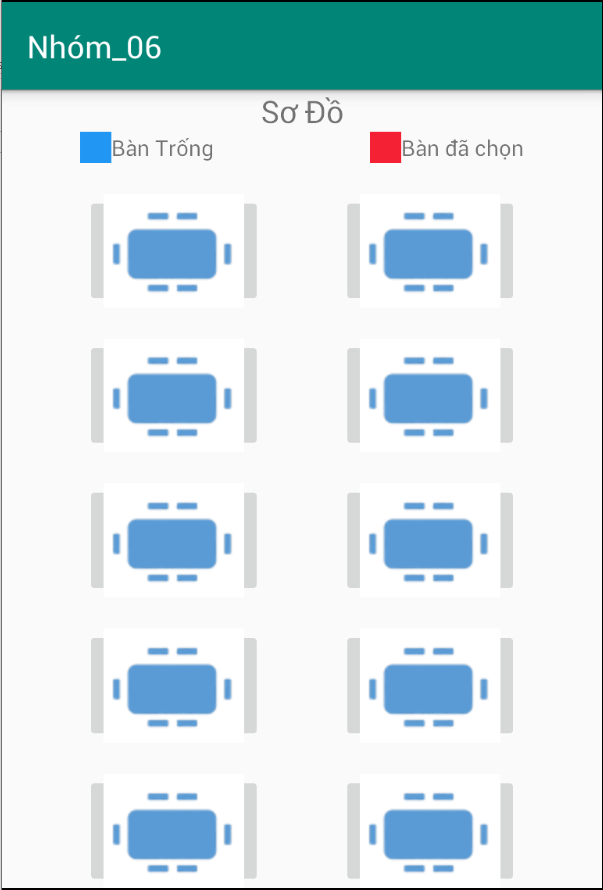 Nhóm_06
Sơ Đồ
Bàn Trống
Bàn đã chọn